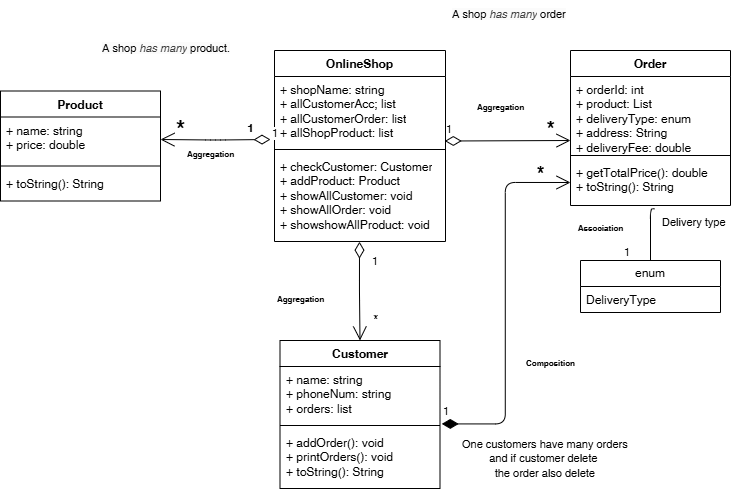 A shop has many order
A shop has many product.
OnlineShop
+ shopName: string
+ allCustomerAcc; list
+ allCustomerOrder: list
+ allShopProduct: list
+ checkCustomer: Customer
+ addProduct: Product
+ showAllCustomer: void
+ showAllOrder: void
+ showshowAllProduct: void
Order
+ orderId: int
+ product: List
+ deliveryType: enum
+ address: String
+ deliveryFee: double
+ getTotalPrice(): double
+ toString(): String
Product
+ name: string
+ price: double
+ toString(): String
*
1
1
Aggregation
1
Aggregation
*
*
Association
Delivery type
1
enum
DeliveryType
1
Aggregation
*
Customer
+ name: string
+ phoneNum: string
+ orders: list
+ addOrder(): void
+ printOrders(): void
+ toString(): String
Composition
1
One customers have many orders
and if customer delete
the order also delete